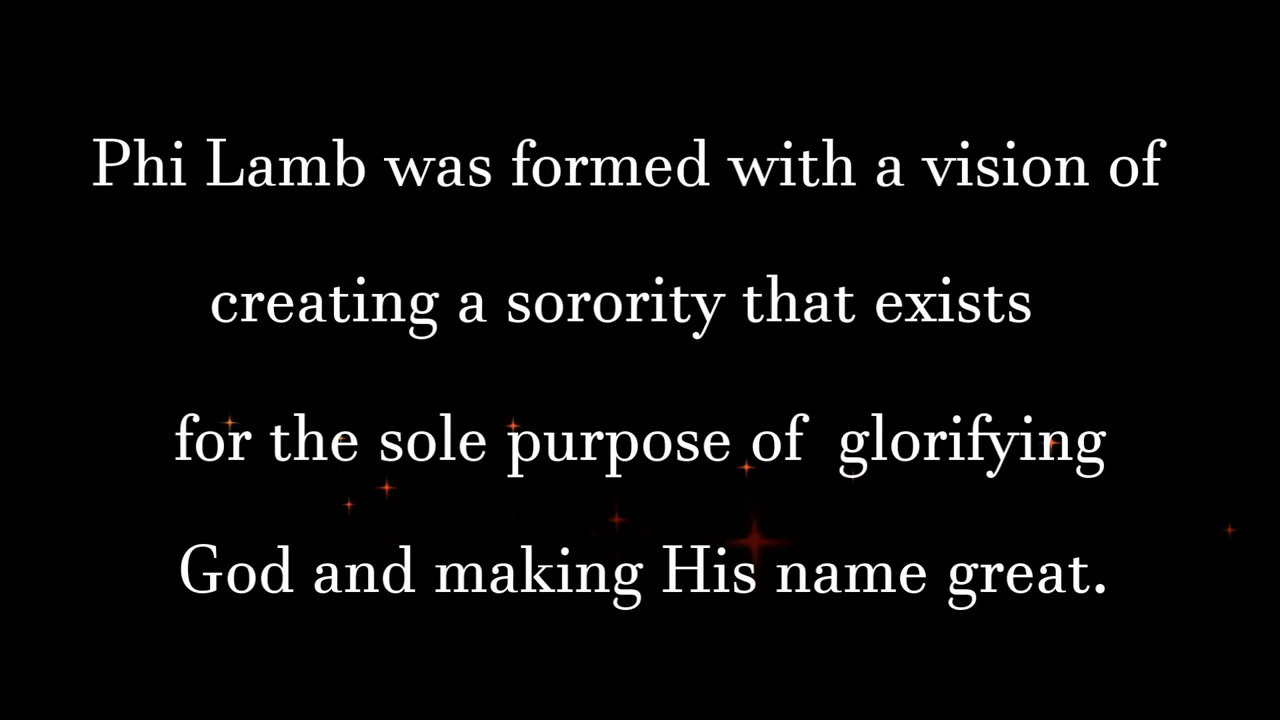 Phi Lamb was formed with a vision of
creating a sorority that exists
for the sole purpose of glorifying
God and making His name great.